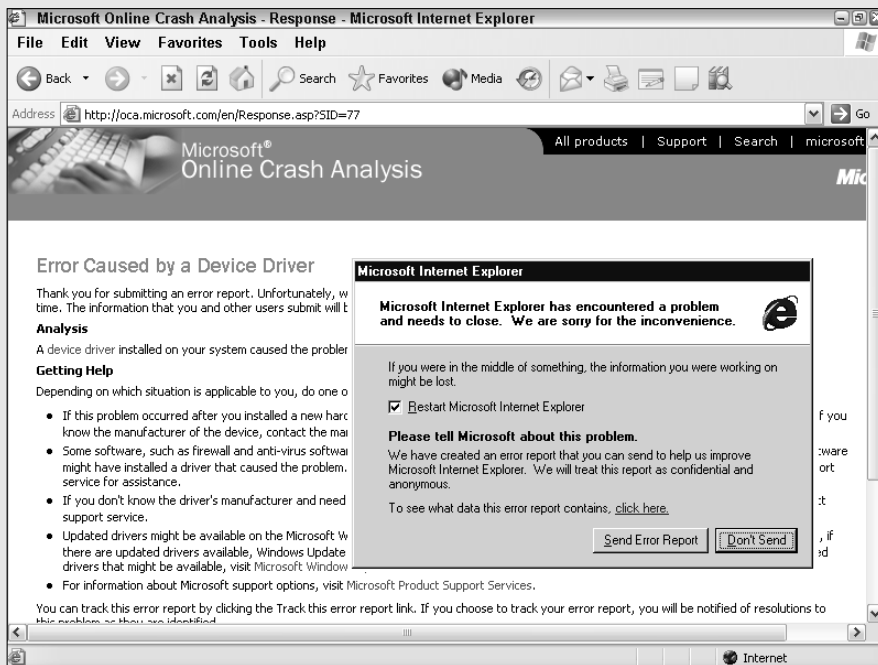 Microsoft Online Crash Analysis - Response - Microsoft Internet Explorer
File Edit View Favorites Tools Help
Back Search Favorites Media
Address http://oca.microsoft.com/en/Response.asp?SID=77 Go
All products | Support | Search | microsoft
Microsoft®
Online Crash Analysis
Error Caused by a Device Driver
Thank you for submitting an error report. Unfortunately, w
time. The information that you and other users submit will b
Analysis
A device driver installed on your system caused the problem
Getting Help
Depending on which situation is applicable to you, do one o
• If this problem occurred after you installed a new hard
know the manufacturer of the device, contact the man
• Some software, such as firewall and anti-virus softwar
might have installed a driver that caused the problem.
service for assistance.
• If you don't know the driver's manufacturer and need
support service.
• Updated drivers might be available on the Microsoft W
there are updated drivers available, Windows Update
drivers that might be available, visit Microsoft Window
• For information about Microsoft support options, visit Microsoft Product Support Services.
You can track this error report by clicking the Track this error report link. If you choose to track your error report, you will be notified of resolutions to
this problem as they are identified.
Microsoft Internet Explorer
Microsoft Internet Explorer has encountered a problem
and needs to close. We are sorry for the inconvenience.
If you were in the middle of something, the information you were working on
might be lost.
Restart Microsoft Internet Explorer
Please tell Microsoft about this problem.
We have created an error report that you can send to help us improve
Microsoft Internet Explorer. We will treat this report as confidential and
anonymous.
To see what data this error report contains, click here.
Send Error Report Don't Send
f you
ware
ort
, if
Internet